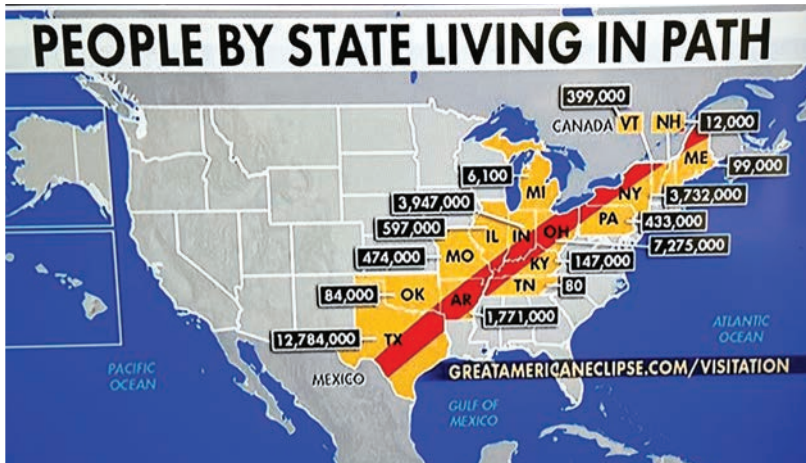 PEOPLE BY STATE LIVING IN PATH
399,000
CANADA VT NH 12,000
ME
99,000
6,100
MI
NY
3,732,000
3,947,000
PA
433,000
597,000
IL IN OH
7,275,000
474,000
MO
KY
147,000
TN
80
84,000
OK
AR
1,771,000
12,784,000
TX
MEXICO
ATLANTIC
OCEAN
PACIFIC
OCEAN
GREATAMERICANECLIPSE.COM/VISITATION
GULF OF
MEXICO